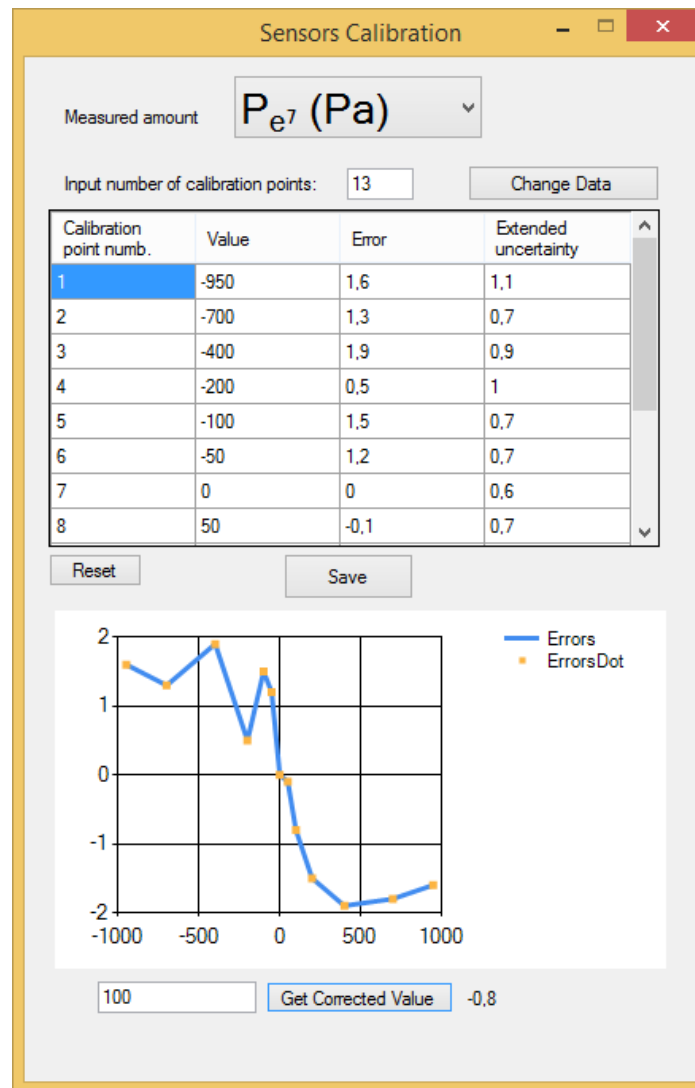 Sensors Calibration
Measured amount Pe7 (Pa)
Input number of calibration points: 13 Change Data
Calibration point numb. Value Error Extended uncertainty
1 -950 1,6 1,1
2 -700 1,3 0,7
3 -400 1,9 0,9
4 -200 0,5 1
5 -100 1,5 0,7
6 -50 1,2 0,7
7 0 0 0,6
8 50 -0,1 0,7
Reset Save
2
1
0
-1
-2
-1000 -500 0 500 1000
Errors
ErrorsDot
100 Get Corrected Value -0,8